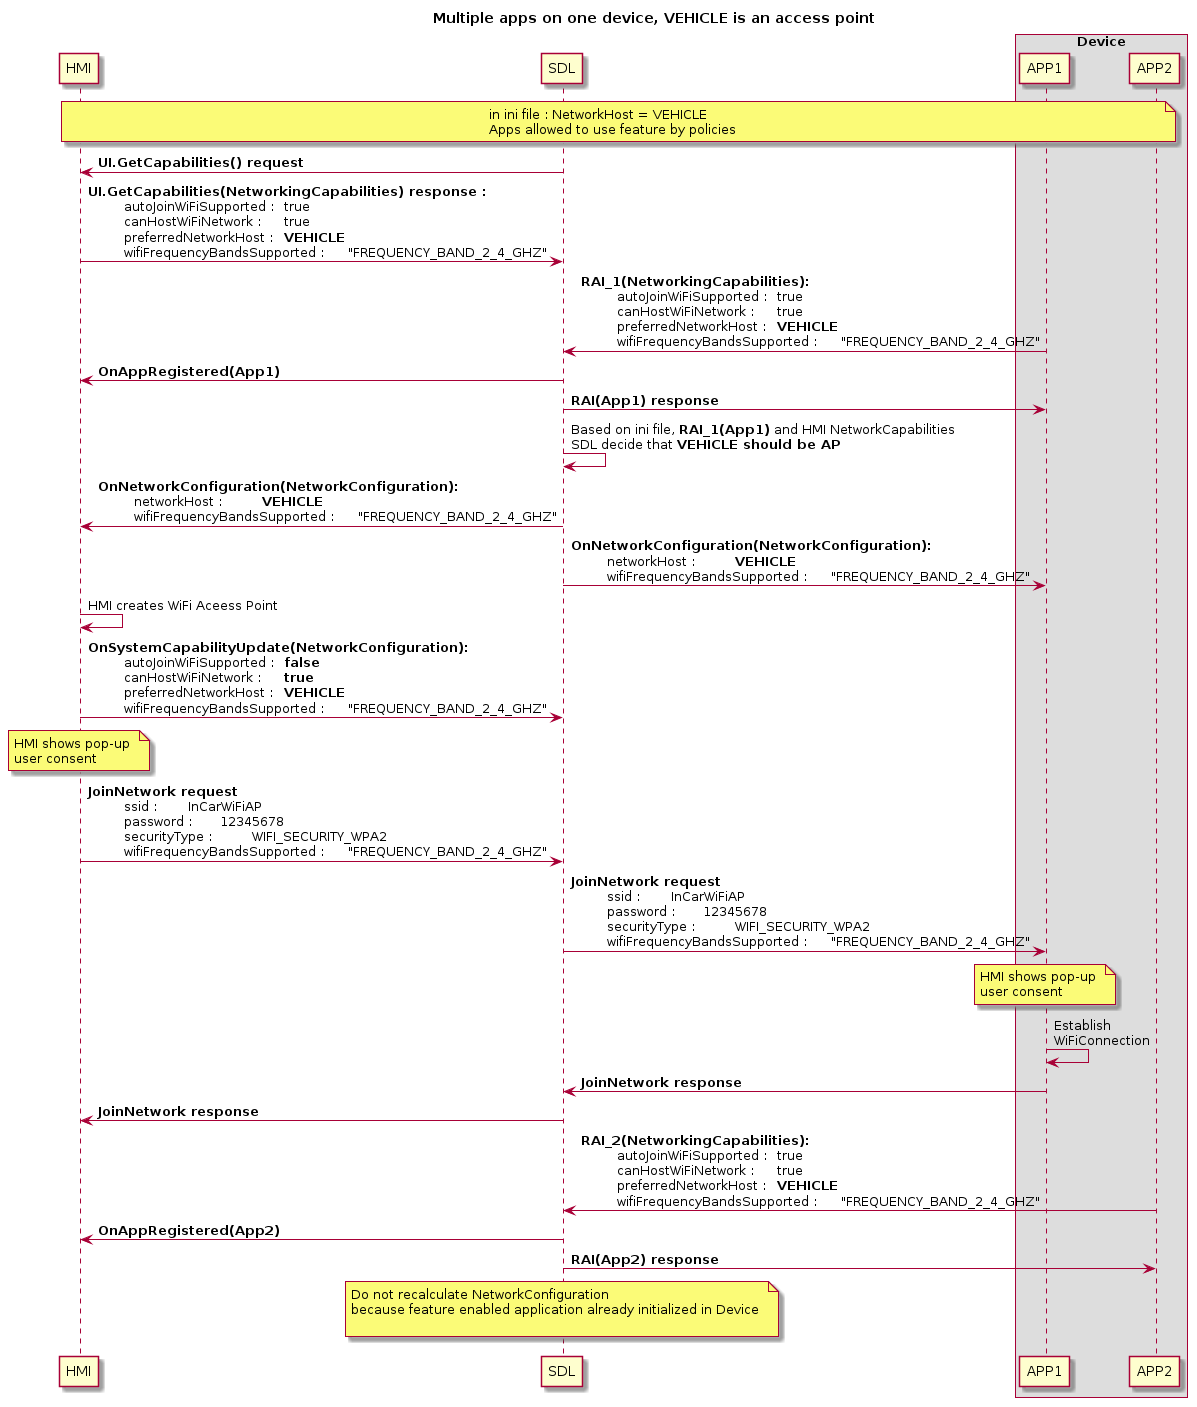 Multiple apps on one device, VEHICLE is an access point
Device
HMI SDL APP1 APP2
in ini file : NetworkHost = VEHICLE
Apps allowed to use feature by policies
UI.GetCapabilities() request
UI.GetCapabilities(NetworkingCapabilities) response :
autoJoinWiFiSupported : true
canHostWiFiNetwork : true
preferredNetworkHost : VEHICLE
wifiFrequencyBandsSupported : "FREQUENCY_BAND_2_4_GHZ"
RAI_1(NetworkingCapabilities):
autoJoinWiFiSupported : true
canHostWiFiNetwork : true
preferredNetworkHost : VEHICLE
wifiFrequencyBandsSupported : "FREQUENCY_BAND_2_4_GHZ"
OnAppRegistered(App1)
RAI(App1) response
Based on ini file, RAI_1(App1) and HMI NetworkCapabilities
SDL decide that VEHICLE should be AP
OnNetworkConfiguration(NetworkConfiguration):
networkHost : VEHICLE
wifiFrequencyBandsSupported : "FREQUENCY_BAND_2_4_GHZ"
OnNetworkConfiguration(NetworkConfiguration):
networkHost : VEHICLE
wifiFrequencyBandsSupported : "FREQUENCY_BAND_2_4_GHZ"
HMI creates WiFi Aceess Point
OnSystemCapabilityUpdate(NetworkConfiguration):
autoJoinWiFiSupported : false
canHostWiFiNetwork : true
preferredNetworkHost : VEHICLE
wifiFrequencyBandsSupported : "FREQUENCY_BAND_2_4_GHZ"
HMI shows pop-up
user consent
JoinNetwork request
ssid : InCarWiFiAP
password : 12345678
securityType : WIFI_SECURITY_WPA2
wifiFrequencyBandsSupported : "FREQUENCY_BAND_2_4_GHZ"
JoinNetwork request
ssid : InCarWiFiAP
password : 12345678
securityType : WIFI_SECURITY_WPA2
wifiFrequencyBandsSupported : "FREQUENCY_BAND_2_4_GHZ"
HMI shows pop-up
user consent
Establish
WiFiConnection
JoinNetwork response
JoinNetwork response
RAI_2(NetworkingCapabilities):
autoJoinWiFiSupported : true
canHostWiFiNetwork : true
preferredNetworkHost : VEHICLE
wifiFrequencyBandsSupported : "FREQUENCY_BAND_2_4_GHZ"
OnAppRegistered(App2)
RAI(App2) response
Do not recalculate NetworkConfiguration
because feature enabled application already initialized in Device
HMI SDL APP1 APP2